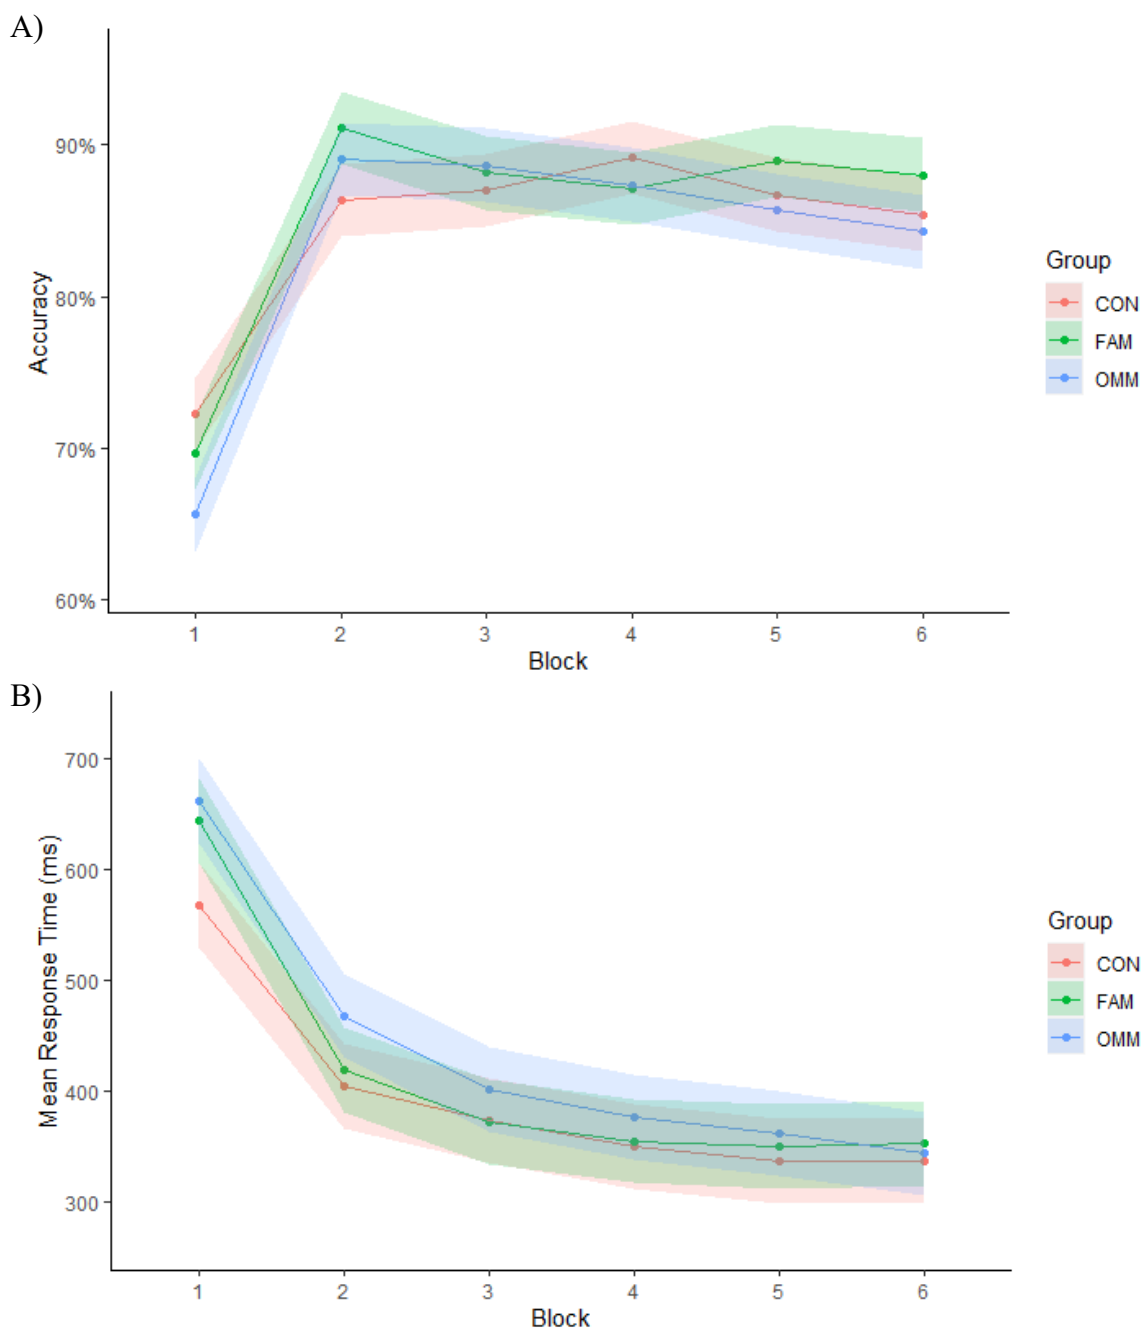 A)
90%
80%
70%
60%
Accuracy
1 2 3 4 5 6
Block
Group
CON
FAM
OMM
B)
700
600
500
400
300
Mean Response Time (ms)
1 2 3 4 5 6
Block
Group
CON
FAM
OMM